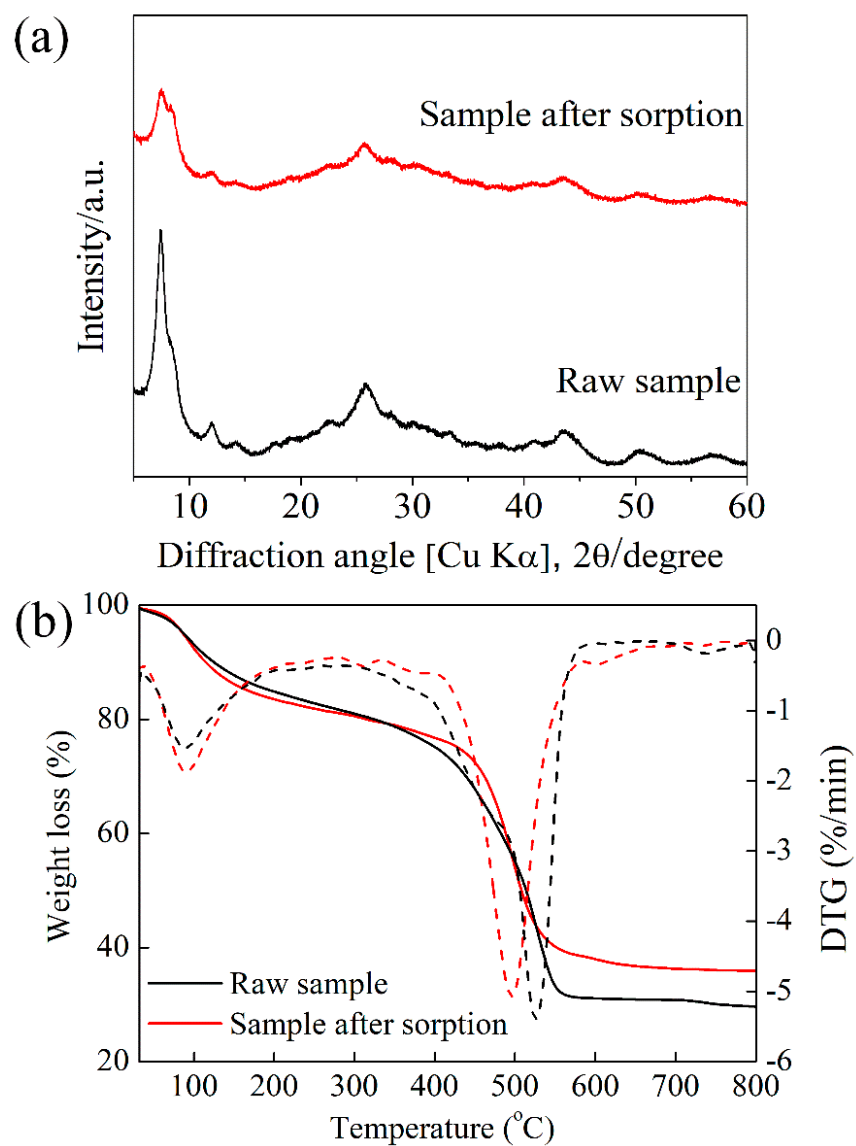 (a)
Sample after sorption
Raw sample
Intensity/a.u.
10 20 30 40 50 60
Diffraction angle [Cu Kα], 2θ/degree
(b)
100
80
60
40
20
Weight loss (%)
0
-1
-2
-3
-4
-5
-6
DTG (%/min)
Raw sample
Sample after sorption
100 200 300 400 500 600 700 800
Temperature (°C)